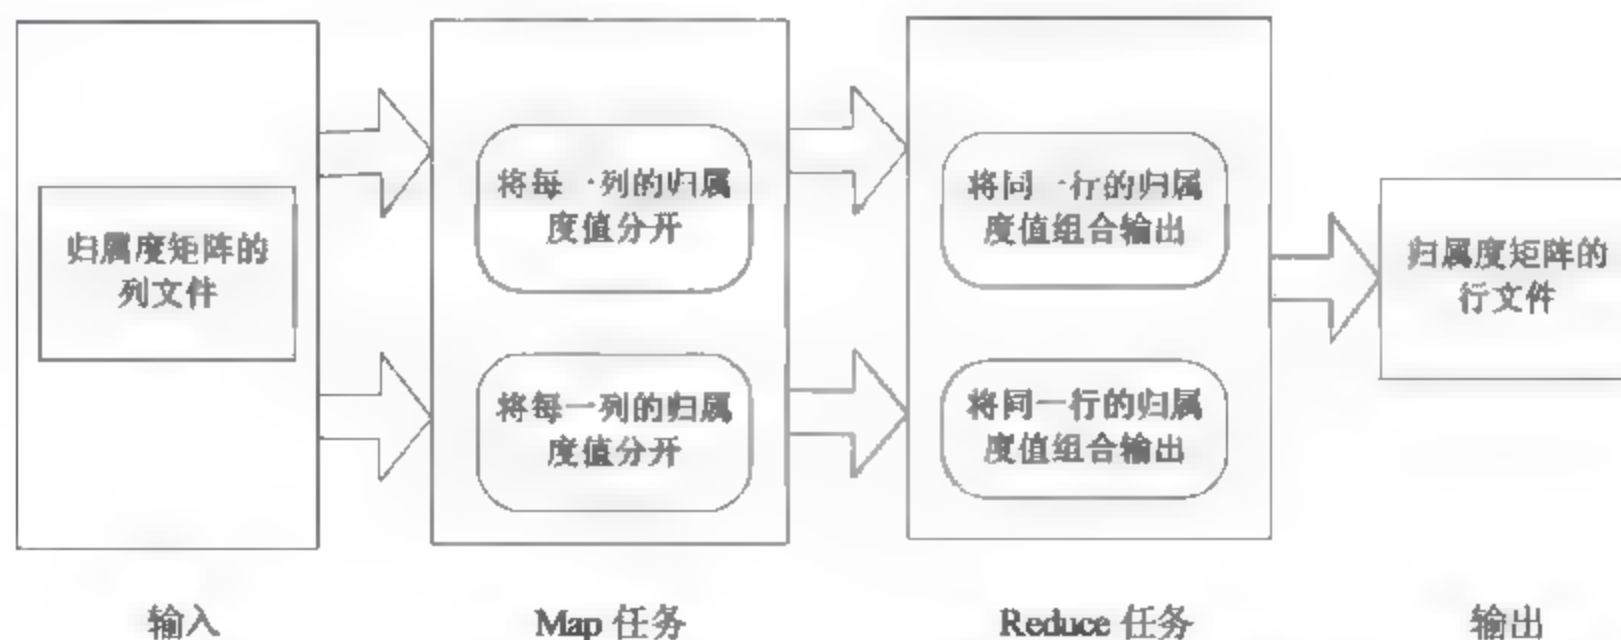 归属度矩阵的
列文件
将每一列的归属
度值分开
将每一列的归属
度值分开
将同一行的归属
度值组合输出
将同一行的归属
度值组合输出
归属度矩阵的
行文件
输入
Map 任务
Reduce 任务
输出